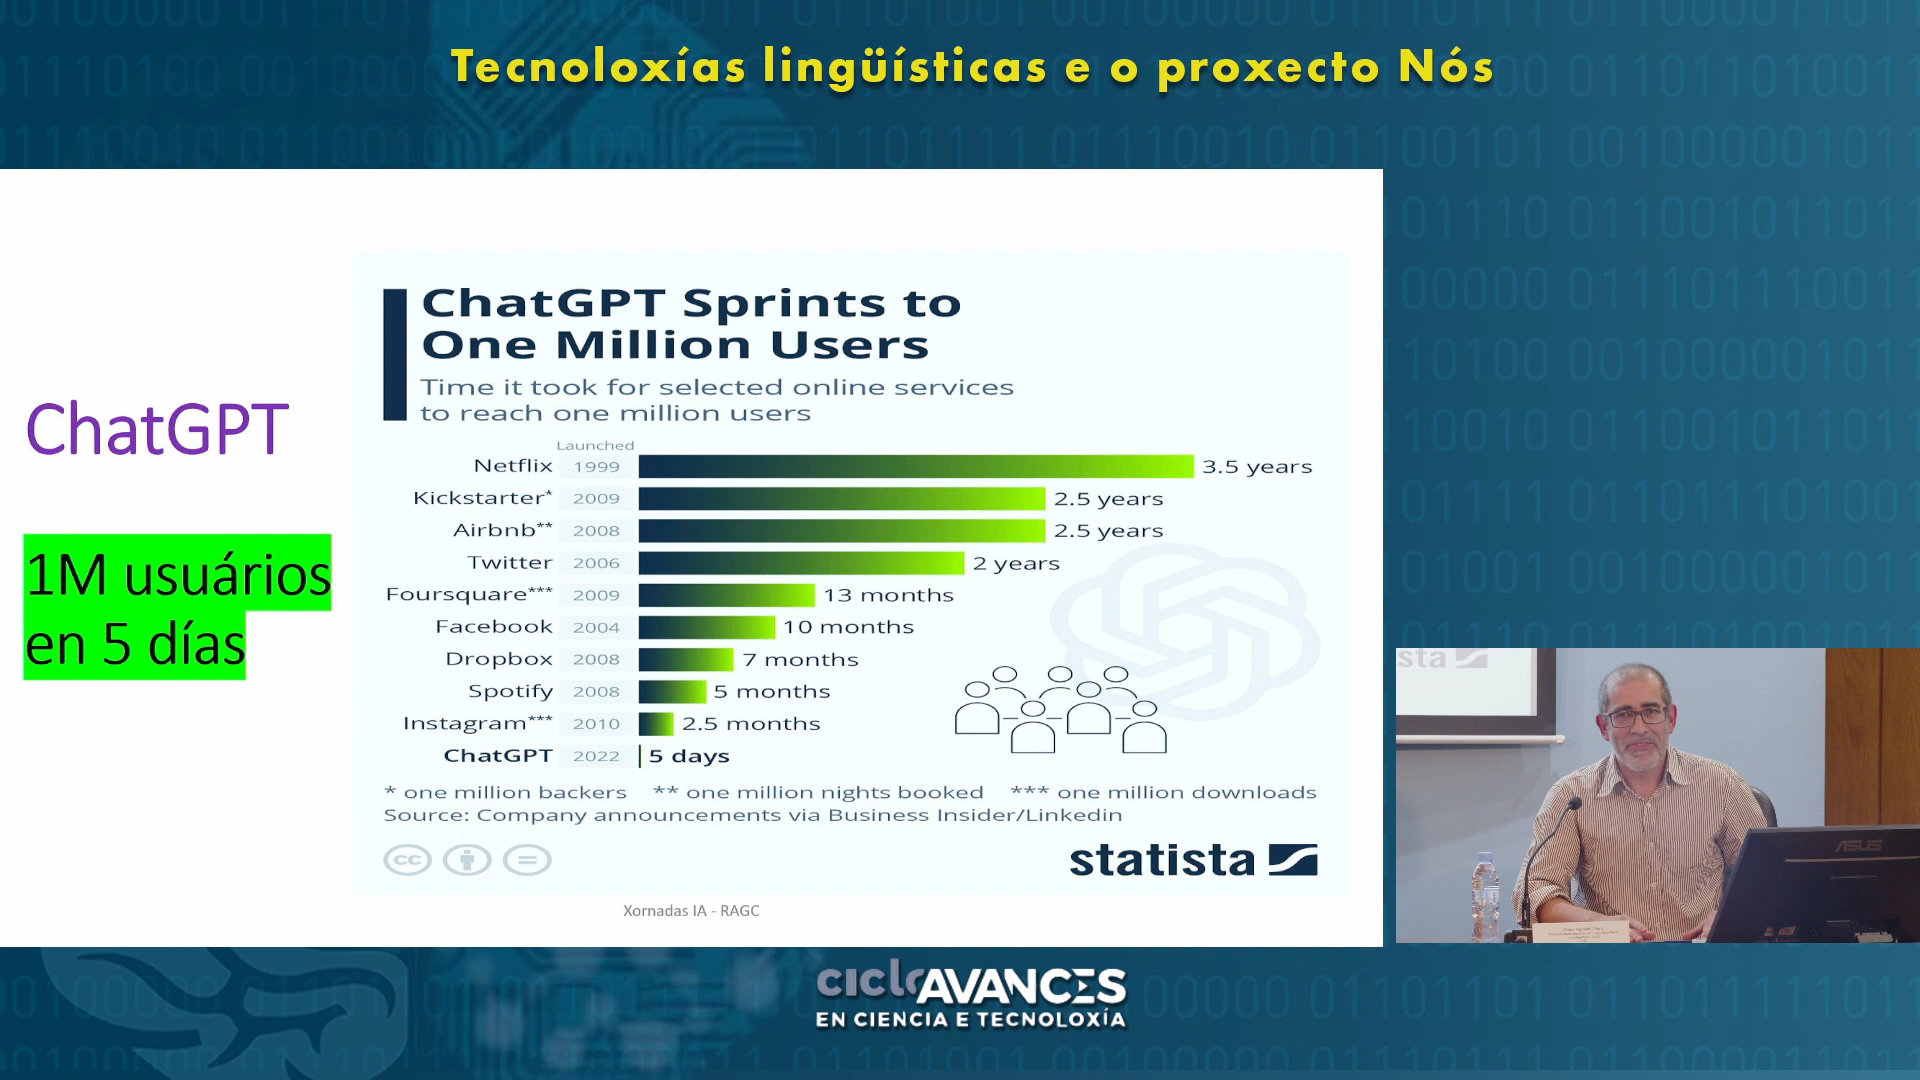 Tecnoloxías lingüísticas e o proxecto Nós
ChatGPT
1M usuários
en 5 días
ChatGPT Sprints to
One Million Users
Time it took for selected online services
to reach one million users
Launched
Netflix 1999 3.5 years
Kickstarter* 2009 2.5 years
Airbnb** 2008 2.5 years
Twitter 2006 2 years
Foursquare*** 2009 13 months
Facebook 2004 10 months
Dropbox 2008 7 months
Spotify 2008 5 months
Instagram*** 2010 2.5 months
ChatGPT 2022 5 days
* one million backers ** one million nights booked *** one million downloads
Source: Company announcements via Business Insider/Linkedin
cc
statista
Xornadas IA - RAGC
sta
ASUS
ciclo AVANCES
EN CIENCIA E TECNOLOXÍA